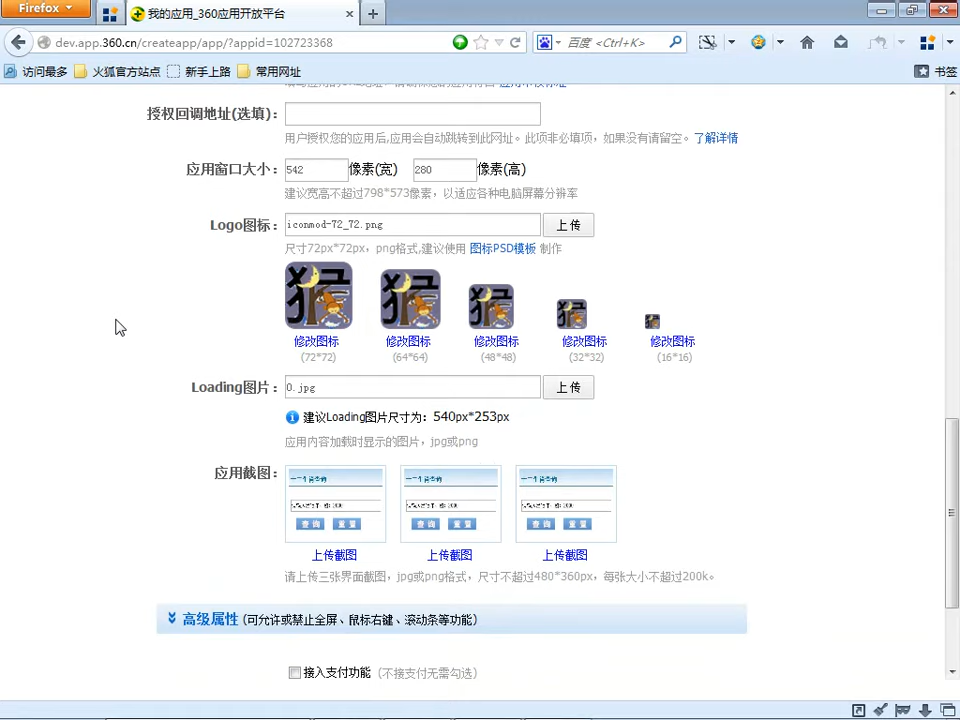 Firefox
我的应用_360应用开放平台
dev.app.360.cn/createapp/app/?appid=102723368
百度 <Ctrl+K>
访问最多 火狐官方站点 新手上路 常用网址 书签
授权回调地址(选填)：
用户授权您的应用后,应用会自动跳转到此网址。此项非必填项，如果没有请留空。了解详情
应用窗口大小： 542 像素(宽) 280 像素(高)
建议宽高不超过798*573像素，以适应各种电脑屏幕分辨率
Logo图标： iconmod-72_72.png 上传
尺寸72px*72px，png格式,建议使用 图标PSD模板 制作
猴 猴 猴 猴
修改图标 修改图标 修改图标 修改图标 修改图标
(72*72) (64*64) (48*48) (32*32) (16*16)
Loading图片： 0.jpg 上传
建议Loading图片尺寸为：540px*253px
应用内容加载时显示的图片，jpg或png
应用截图：
查询 重置 查询 重置 查询 重置
上传截图 上传截图 上传截图
请上传三张界面截图，jpg或png格式，尺寸不超过480*360px，每张大小不超过200k。
高级属性 (可允许或禁止全屏、鼠标右键、滚动条等功能)
接入支付功能 (不接支付无需勾选)